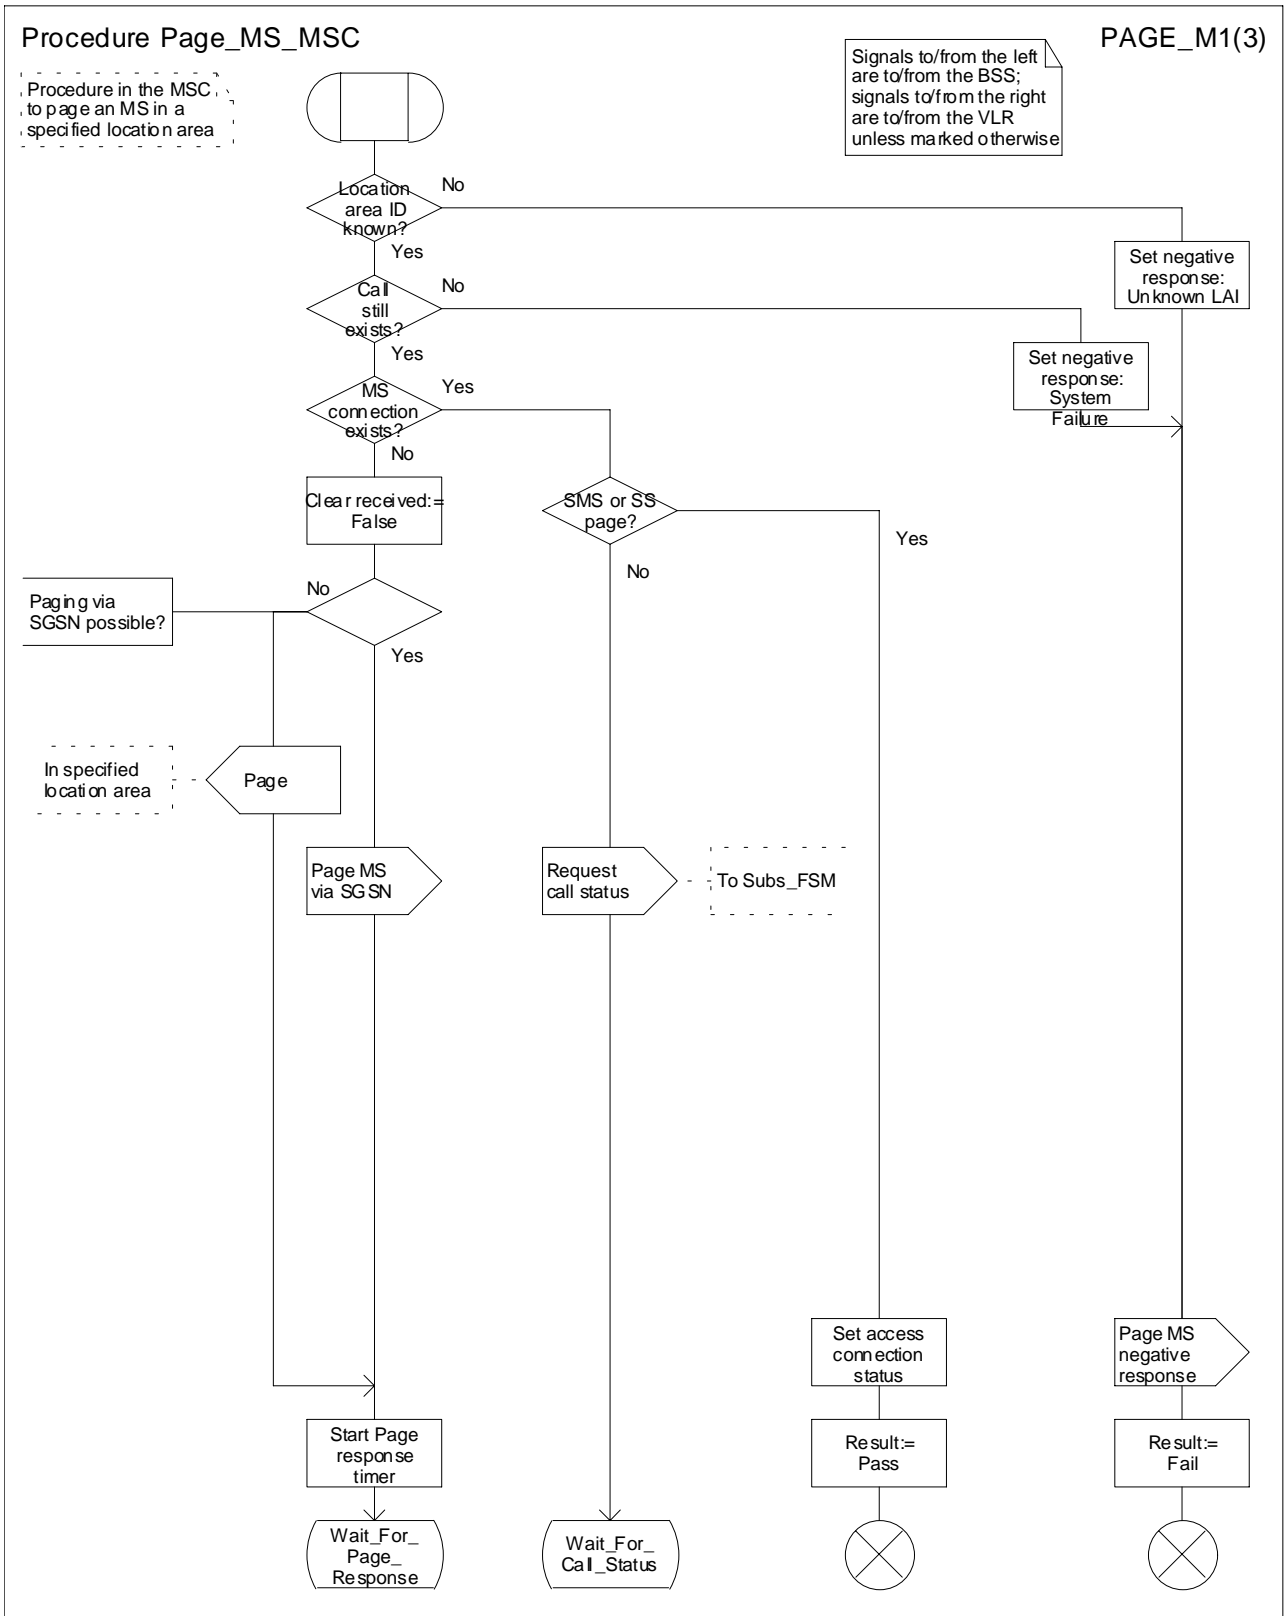 Procedure Page_MS_MSC
PAGE_M1(3)
Procedure in the MSC
to page an MS in a
specified location area
Signals to/from the left
are to/from the BSS;
signals to/from the right
are to/from the VLR
unless marked otherwise
Location
area ID
known?
No
Yes
Set negative
response:
Unknown LAI
Call
still
exists?
No
Yes
Set negative
response:
System
Failure
MS
connection
exists?
Yes
No
Clear received:=
False
SMS or SS
page?
Yes
No
Paging via
SGSN possible?
No
Yes
In specified
location area
Page
Page MS
via SGSN
Request
call status
To Subs_FSM
Set access
connection
status
Page MS
negative
response
Start Page
response
timer
Result:=
Pass
Result:=
Fail
Wait_For_
Page_
Response
Wait_For_
Call_Status